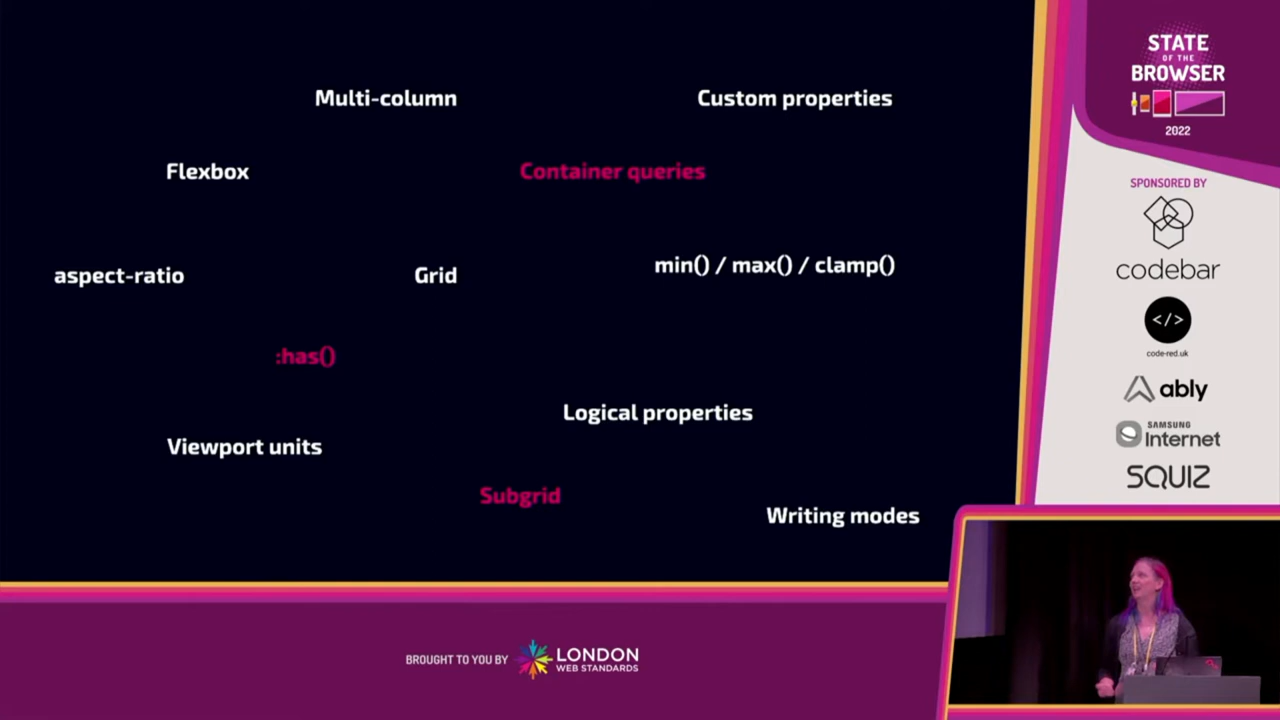 Multi-column
Custom properties
Flexbox
Container queries
aspect-ratio
Grid
min() / max() / clamp()
:has()
Logical properties
Viewport units
Subgrid
Writing modes
STATE
OF THE
BROWSER
2022
SPONSORED BY
codebar
</>
code-red.uk
ably
SAMSUNG
Internet
SQUIZ
BROUGHT TO YOU BY
LONDON
WEB STANDARDS